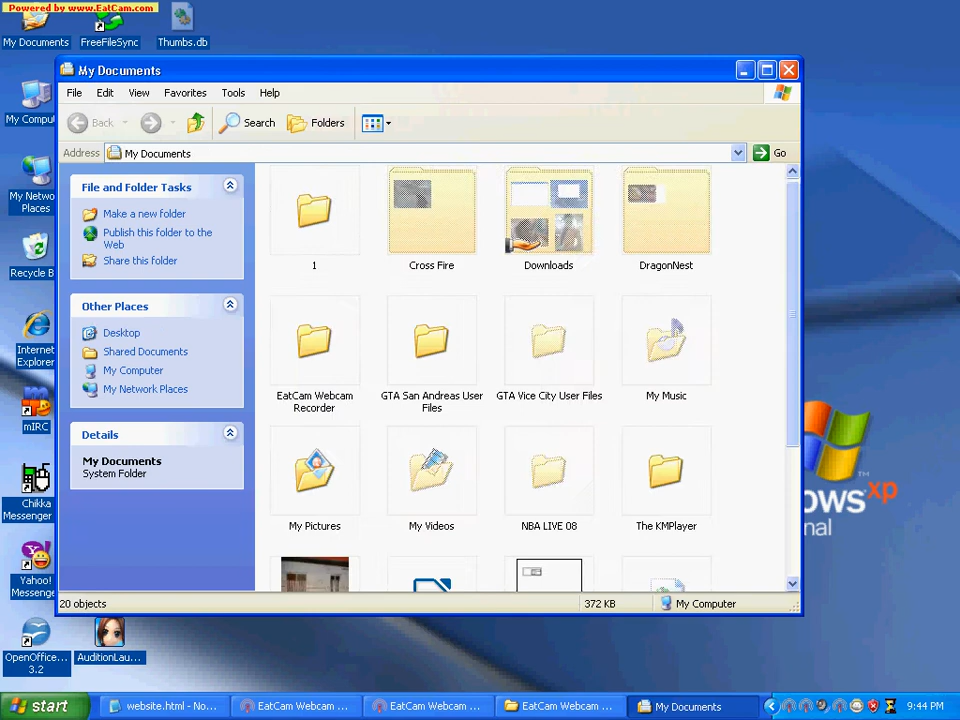 Powered by www.EatCam.com
My Documents
FreeFileSync
Thumbs.db
My Documents
File Edit View Favorites Tools Help
Back
Search
Folders
Address
My Documents
Go
My Compu
My Netwo
Places
Recycle B
Internet
Explorer
mIRC
Chikka
Messenger
Yahoo!
Messenge
OpenOffice...
3.2
AuditionLau...
File and Folder Tasks
Make a new folder
Publish this folder to the
Web
Share this folder
Other Places
Desktop
Shared Documents
My Computer
My Network Places
Details
My Documents
System Folder
1
Cross Fire
Downloads
DragonNest
EatCam Webcam
Recorder
GTA San Andreas User
Files
GTA Vice City User Files
My Music
My Pictures
My Videos
NBA LIVE 08
The KMPlayer
20 objects
372 KB
My Computer
ows xp
nal
start
website.html - No...
EatCam Webcam ...
EatCam Webcam ...
EatCam Webcam ...
My Documents
9:44 PM